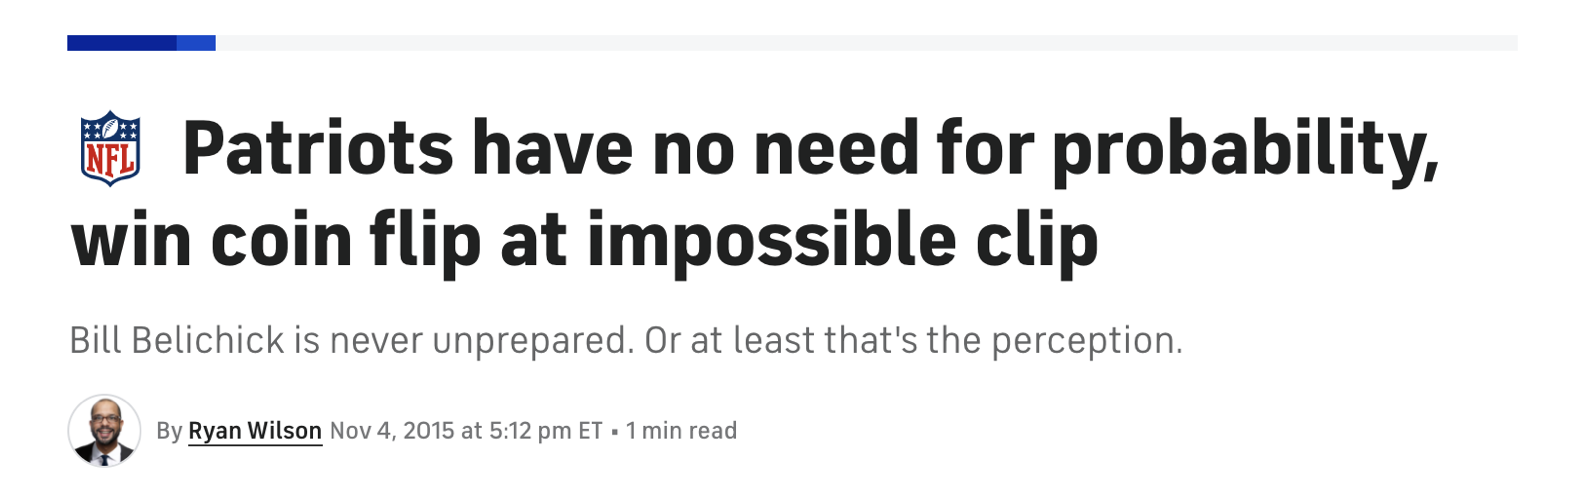 NFL Patriots have no need for probability,
win coin flip at impossible clip
Bill Belichick is never unprepared. Or at least that's the perception.
By Ryan Wilson Nov 4, 2015 at 5:12 pm ET • 1 min read